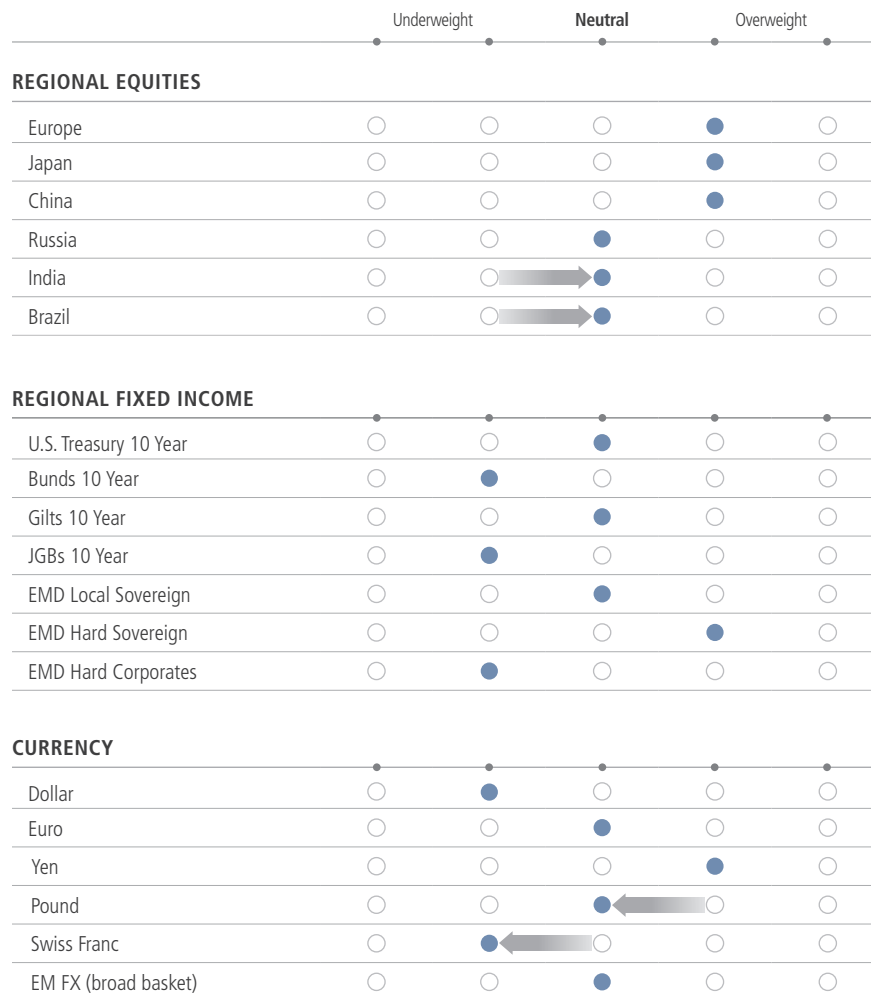 Underweight Neutral Overweight
REGIONAL EQUITIES
Europe
Japan
China
Russia
India
Brazil
REGIONAL FIXED INCOME
U.S. Treasury 10 Year
Bunds 10 Year
Gilts 10 Year
JGBs 10 Year
EMD Local Sovereign
EMD Hard Sovereign
EMD Hard Corporates
CURRENCY
Dollar
Euro
Yen
Pound
Swiss Franc
EM FX (broad basket)